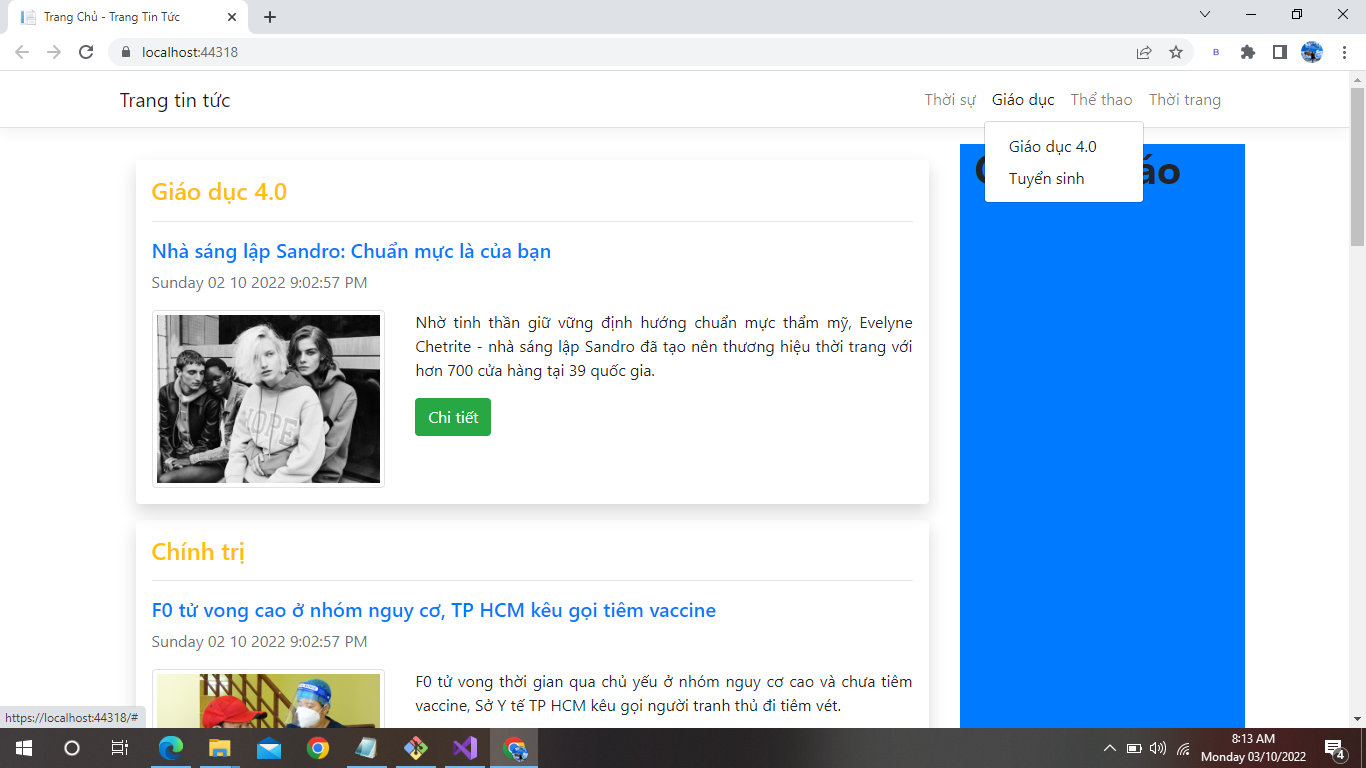 Trang Chủ - Trang Tin Tức
localhost:44318
B
Trang tin tức
Thời sự
Giáo dục
Thể thao
Thời trang
Giáo dục 4.0
Tuyển sinh
áo
Giáo dục 4.0
Nhà sáng lập Sandro: Chuẩn mực là của bạn
Sunday 02 10 2022 9:02:57 PM
NOPE
Nhờ tinh thần giữ vững định hướng chuẩn mực thẩm mỹ, Evelyne
Chetrite - nhà sáng lập Sandro đã tạo nên thương hiệu thời trang với
hơn 700 cửa hàng tại 39 quốc gia.
Chi tiết
Chính trị
F0 tử vong cao ở nhóm nguy cơ, TP HCM kêu gọi tiêm vaccine
Sunday 02 10 2022 9:02:57 PM
F0 tử vong thời gian qua chủ yếu ở nhóm nguy cơ cao và chưa tiêm
vaccine, Sở Y tế TP HCM kêu gọi người tranh thủ đi tiêm vét.
https://localhost:44318/#
8:13 AM
Monday 03/10/2022
4